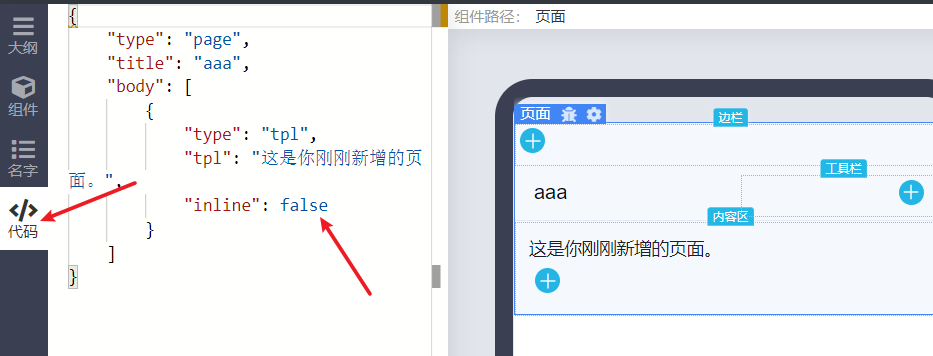 大纲
组件
名字
代码
{
"type": "page",
"title": "aaa",
"body": [
{
"type": "tpl",
"tpl": "这是你刚刚新增的页
面。",
"inline": false
}
]
}
组件路径： 页面
页面
边栏
工具栏
aaa
内容区
这是你刚刚新增的页面。